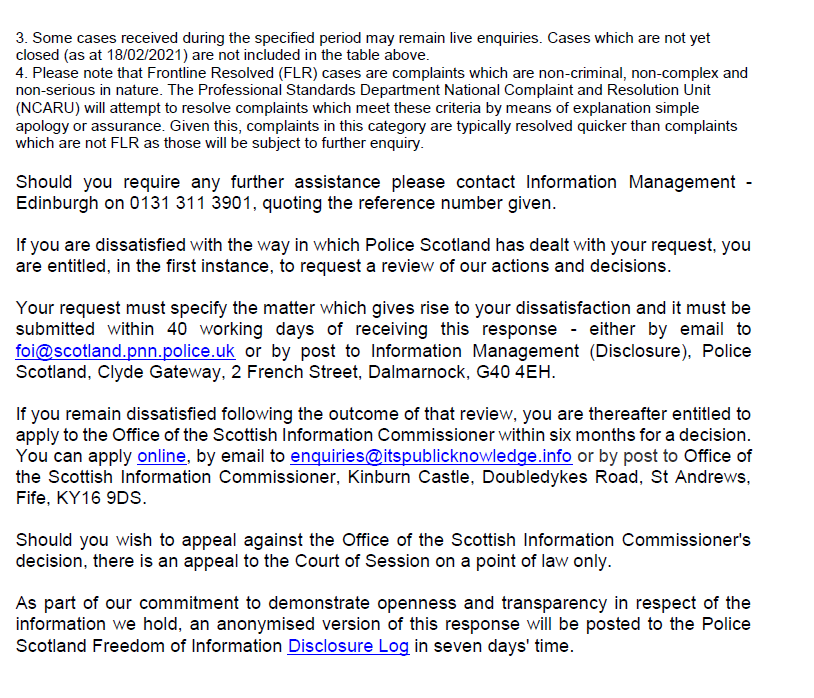 3. Some cases received during the specified period may remain live enquiries. Cases which are not yet
closed (as at 18/02/2021) are not included in the table above.
4. Please note that Frontline Resolved (FLR) cases are complaints which are non-criminal, non-complex and
non-serious in nature. The Professional Standards Department National Complaint and Resolution Unit
(NCARU) will attempt to resolve complaints which meet these criteria by means of explanation simple
apology or assurance. Given this, complaints in this category are typically resolved quicker than complaints
which are not FLR as those will be subject to further enquiry.
Should you require any further assistance please contact Information Management -
Edinburgh on 0131 311 3901, quoting the reference number given.
If you are dissatisfied with the way in which Police Scotland has dealt with your request, you
are entitled, in the first instance, to request a review of our actions and decisions.
Your request must specify the matter which gives rise to your dissatisfaction and it must be
submitted within 40 working days of receiving this response - either by email to
foi@scotland.pnn.police.uk or by post to Information Management (Disclosure), Police
Scotland, Clyde Gateway, 2 French Street, Dalmarnock, G40 4EH.
If you remain dissatisfied following the outcome of that review, you are thereafter entitled to
apply to the Office of the Scottish Information Commissioner within six months for a decision.
You can apply online, by email to enquiries@itspublicknowledge.info or by post to Office of
the Scottish Information Commissioner, Kinburn Castle, Doubledykes Road, St Andrews,
Fife, KY16 9DS.
Should you wish to appeal against the Office of the Scottish Information Commissioner's
decision, there is an appeal to the Court of Session on a point of law only.
As part of our commitment to demonstrate openness and transparency in respect of the
information we hold, an anonymised version of this response will be posted to the Police
Scotland Freedom of Information Disclosure Log in seven days' time.